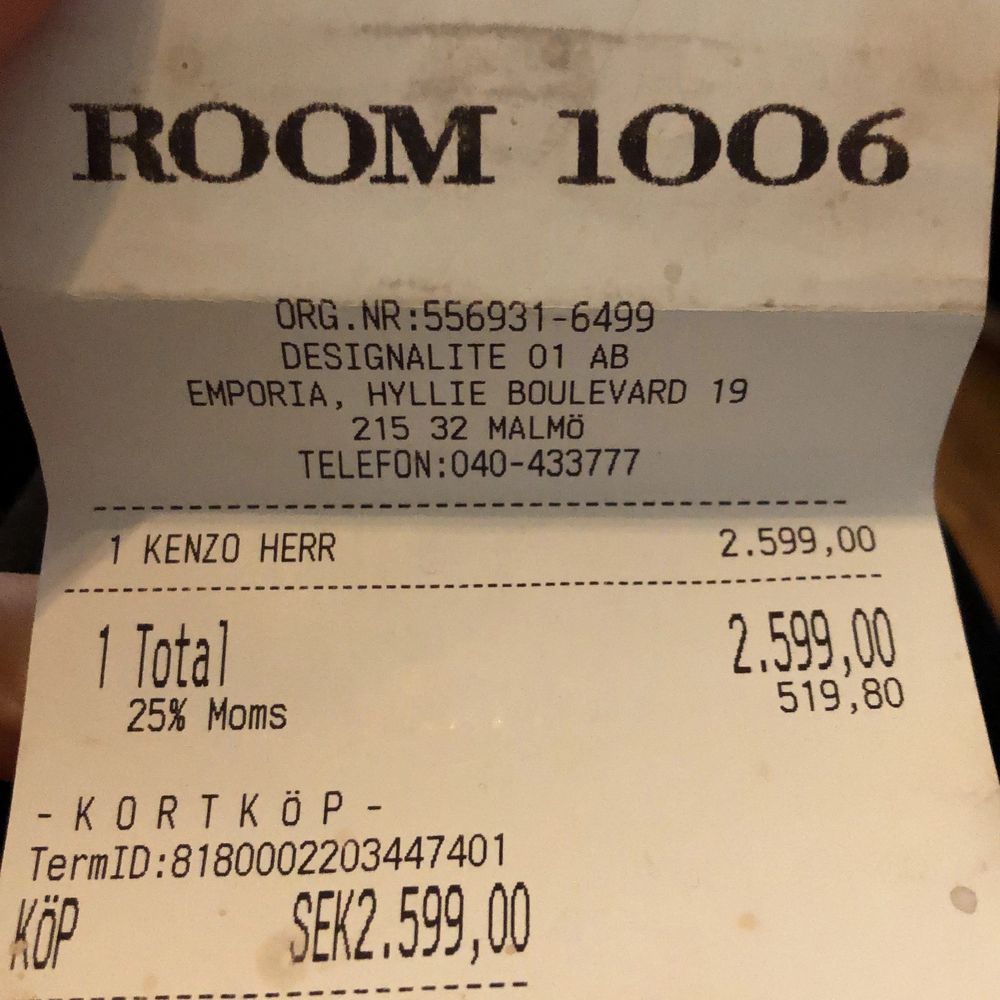 ROOM 1006
ORG.NR:556931-6499
DESIGNALITE 01 AB
EMPORIA, HYLLIE BOULEVARD 19
215 32 MALMÖ
TELEFON:040-433777
1 KENZO HERR 2.599,00
1 Total 2.599,00
25% Moms 519,80
- K O R T K Ö P -
TermID:8180002203447401
KÖP SEK2.599,00